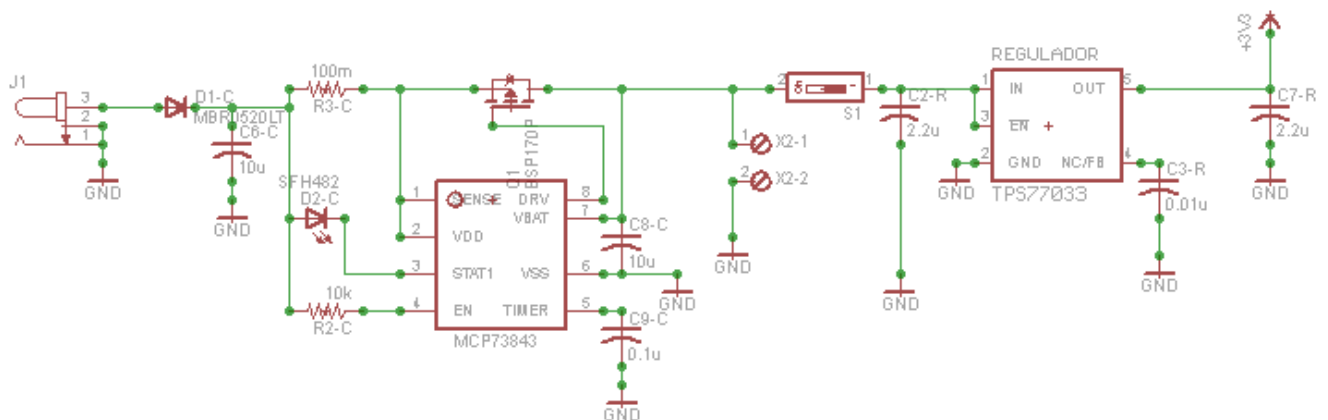 J1
3
2
1
GND
D1-C
MBR0520LT
C6-C
10u
GND
SFH482
D2-C
100m
R3-C
10k
R2-C
Q1
BSP170P
1
SENSE
DRV
8
VBAT
7
2
VDD
3
STAT1
VSS
6
4
EN
TIMER
5
MCP73843
C8-C
10u
GND
C9-C
0.1u
GND
1
X2-1
2
X2-2
GND
2
1
S1
C2-R
2.2u
GND
REGULADOR
1
IN
OUT
5
3
EN
2
GND
NC/FB
4
GND
TPS77033
C3-R
0.01u
GND
+3V3
C7-R
2.2u
GND